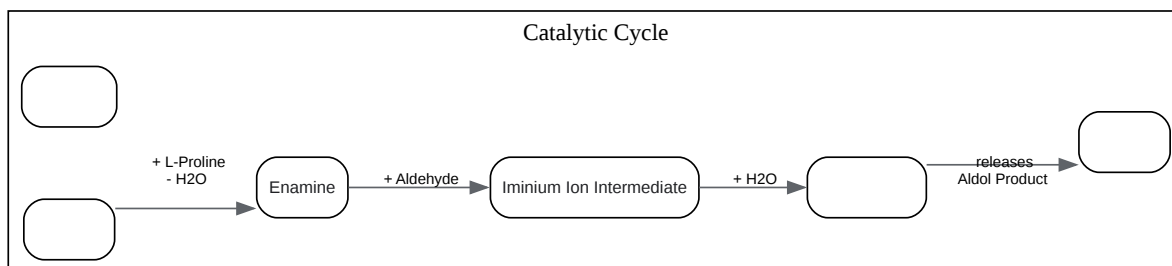 Catalytic Cycle
+ L-Proline
- H2O
Enamine
+ Aldehyde
Iminium Ion Intermediate
+ H2O
releases
Aldol Product